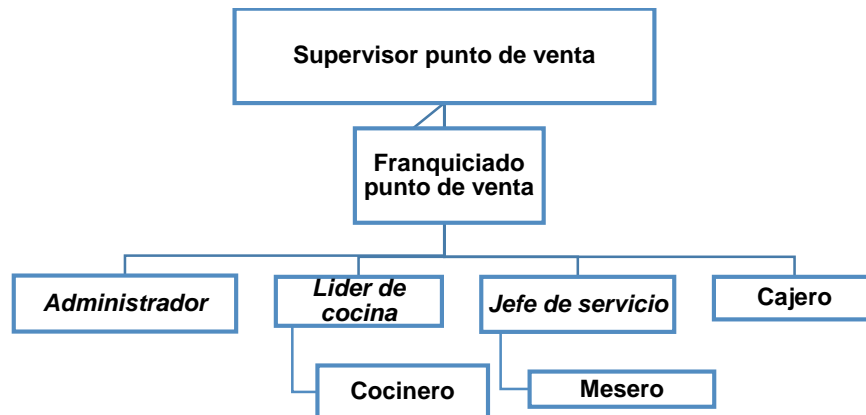 Supervisor punto de venta
Franquiciado
punto de venta
Administrador
Lider de
cocina
Jefe de servicio
Cajero
Cocinero
Mesero